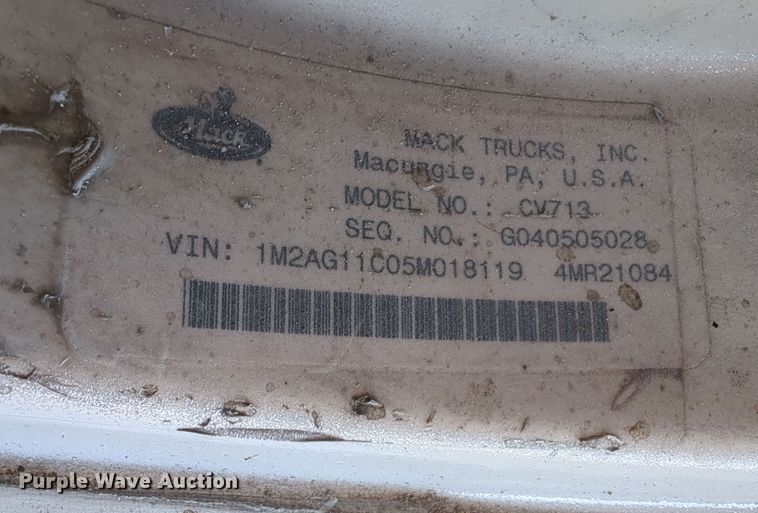 Mack
MACK TRUCKS, INC.
Macungie, PA, U.S.A.
MODEL NO.: CV713
SEQ. NO.: G040505028
VIN: 1M2AG11C05M018119 4MR21084
Purple Wave Auction